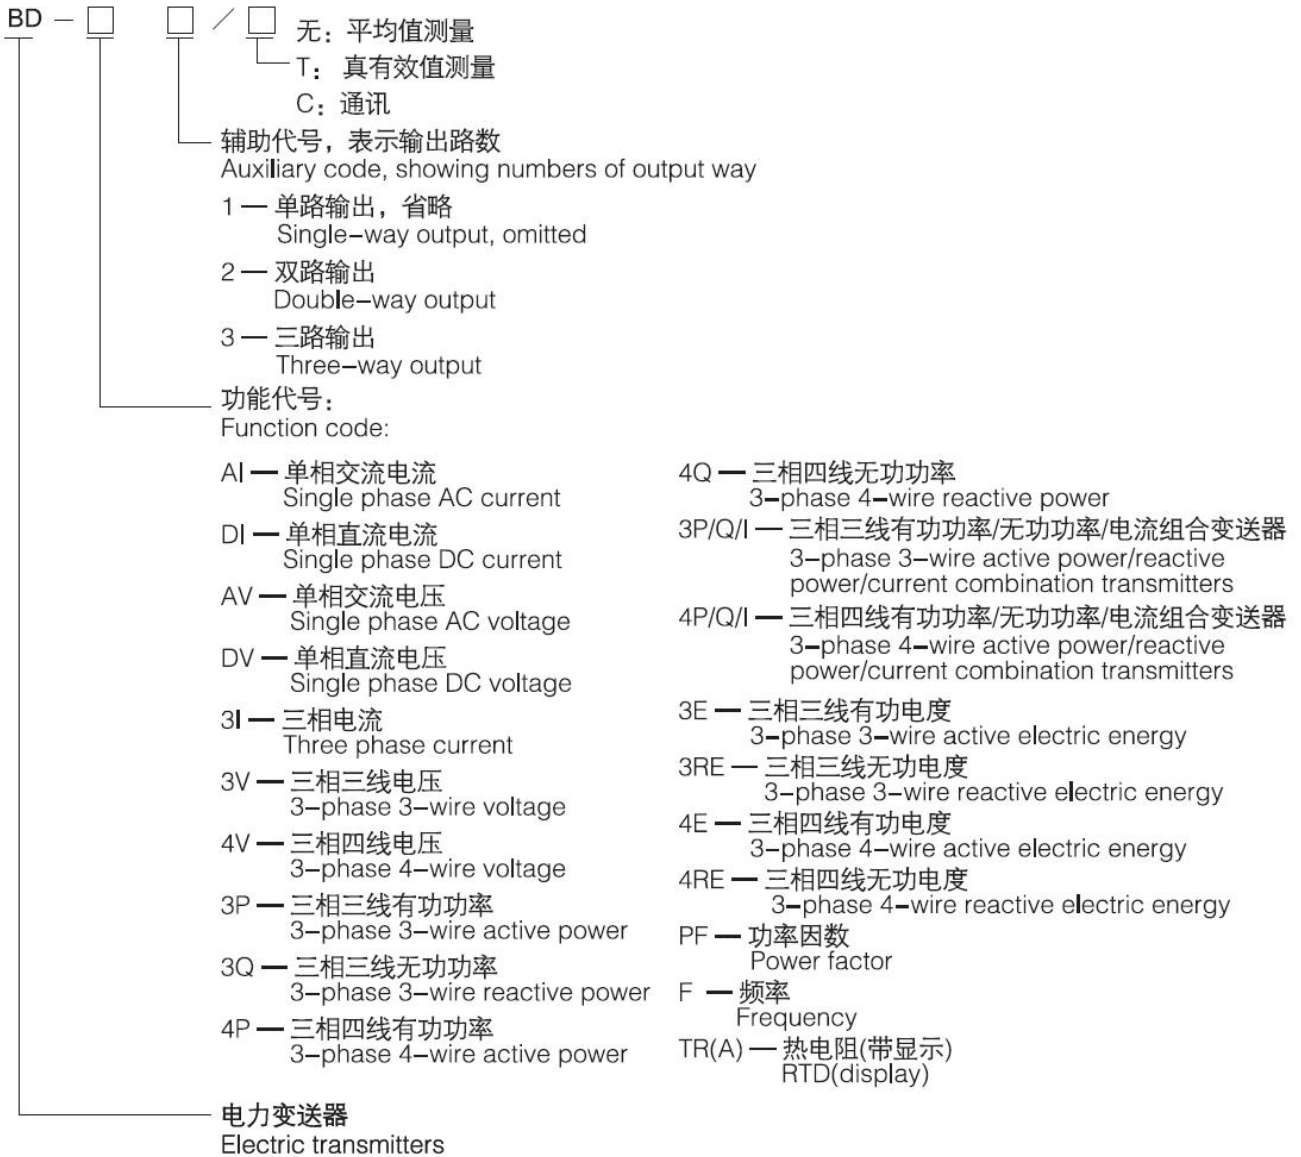 BD – □ □ / □
无：平均值测量
T：真有效值测量
C：通讯
辅助代号，表示输出路数
Auxiliary code, showing numbers of output way
1 — 单路输出，省略
Single–way output, omitted
2 — 双路输出
Double–way output
3 — 三路输出
Three–way output
功能代号：
Function code:
AI — 单相交流电流
Single phase AC current
DI — 单相直流电流
Single phase DC current
AV — 单相交流电压
Single phase AC voltage
DV — 单相直流电压
Single phase DC voltage
3I — 三相电流
Three phase current
3V — 三相三线电压
3–phase 3–wire voltage
4V — 三相四线电压
3–phase 4–wire voltage
3P — 三相三线有功功率
3–phase 3–wire active power
3Q — 三相三线无功功率
3–phase 3–wire reactive power
4P — 三相四线有功功率
3–phase 4–wire active power
4Q — 三相四线无功功率
3–phase 4–wire reactive power
3P/Q/I — 三相三线有功功率/无功功率/电流组合变送器
3–phase 3–wire active power/reactive
power/current combination transmitters
4P/Q/I — 三相四线有功功率/无功功率/电流组合变送器
3–phase 4–wire active power/reactive
power/current combination transmitters
3E — 三相三线有功电度
3–phase 3–wire active electric energy
3RE — 三相三线无功电度
3–phase 3–wire reactive electric energy
4E — 三相四线有功电度
3–phase 4–wire active electric energy
4RE — 三相四线无功电度
3–phase 4–wire reactive electric energy
PF — 功率因数
Power factor
F — 频率
Frequency
TR(A) — 热电阻(带显示)
RTD(display)
电力变送器
Electric transmitters